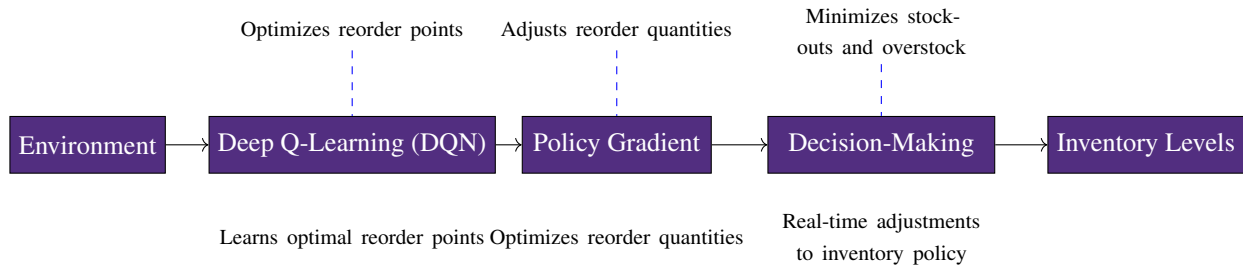 Optimizes reorder points
Adjusts reorder quantities
Minimizes stock-
outs and overstock
Environment
Deep Q-Learning (DQN)
Policy Gradient
Decision-Making
Inventory Levels
Learns optimal reorder points
Optimizes reorder quantities
Real-time adjustments
to inventory policy